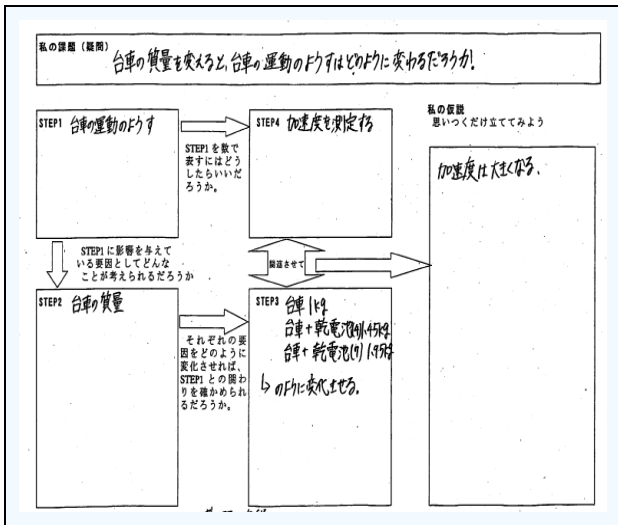 私の課題（疑問）
台車の質量を変えると、台車の運動のようすはどのように変わるだろうか!
STEP1 台車の運動のようす
STEP1を数で
表すにはどう
したらいいだ
ろうか。
STEP4 加速度を測定する
私の仮説
思いつくだけ立ててみよう
加速度は大きくなる。
STEP1に影響を与えて
いる要因としてどんな
ことが考えられるだろうか
関連させて
STEP2 台車の質量
それぞれの要
因をどのように
変化させれば、
STEP1との関わ
りを確かめられ
るだろうか。
STEP3 台車1kg
台車+乾電池(4)1.45kg
台車+乾電池(7)1.95kg
↳のように変化させる。